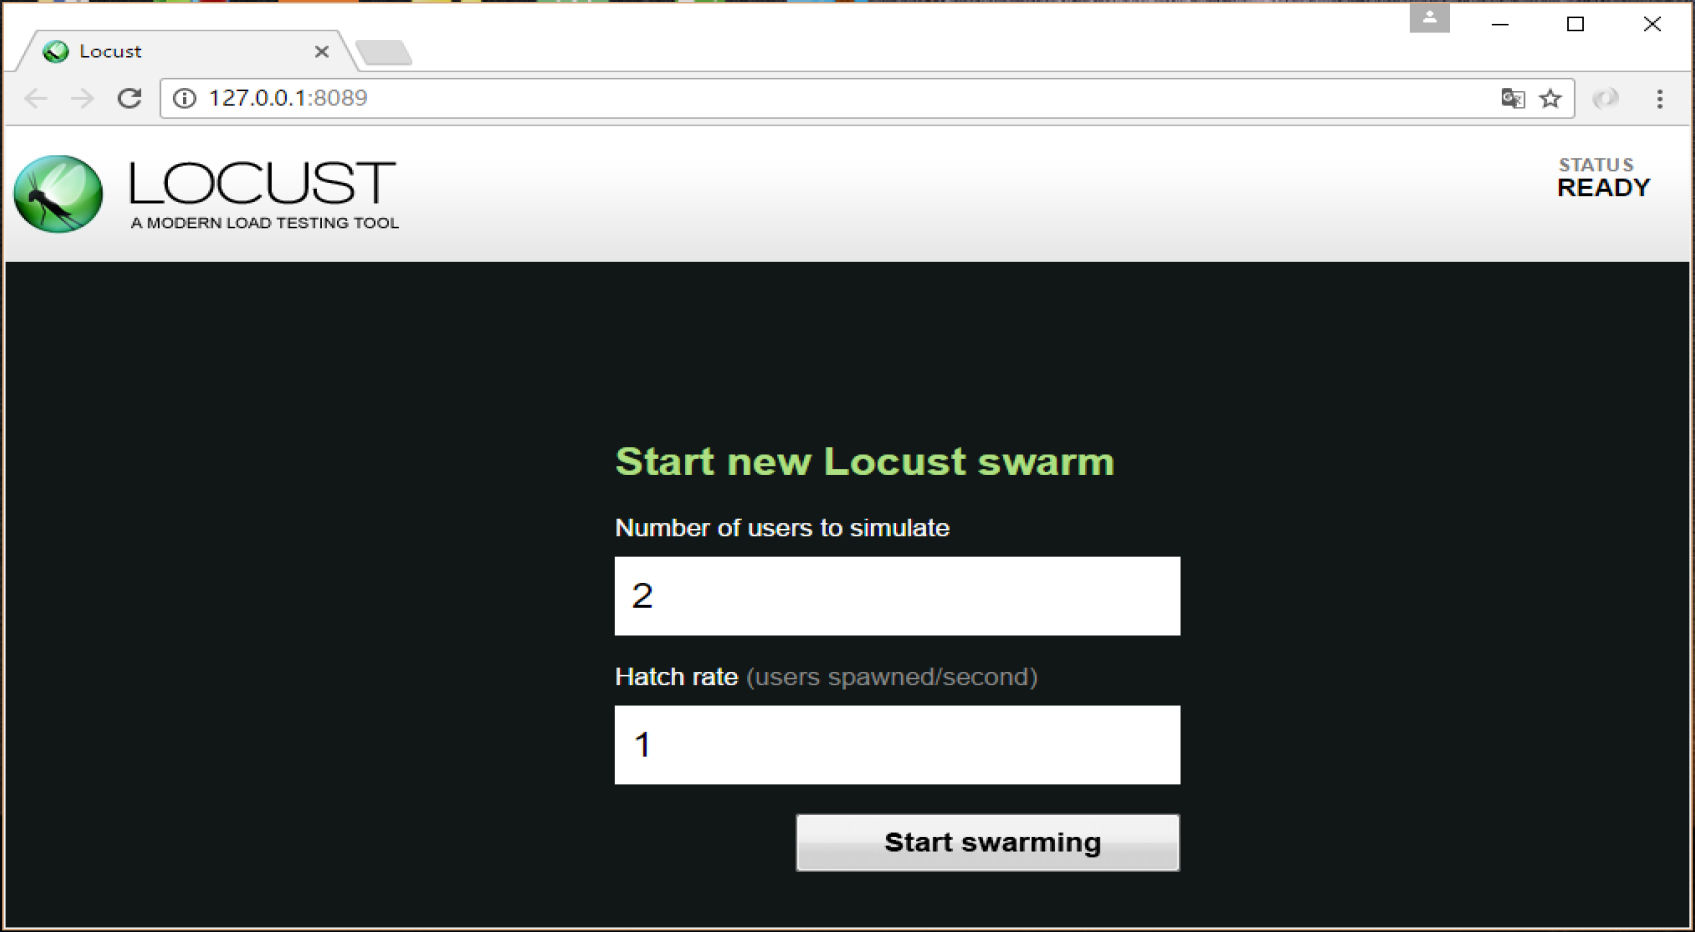 Locust
127.0.0.1:8089
LOCUST
A MODERN LOAD TESTING TOOL
STATUS
READY
Start new Locust swarm
Number of users to simulate
2
Hatch rate (users spawned/second)
1
Start swarming